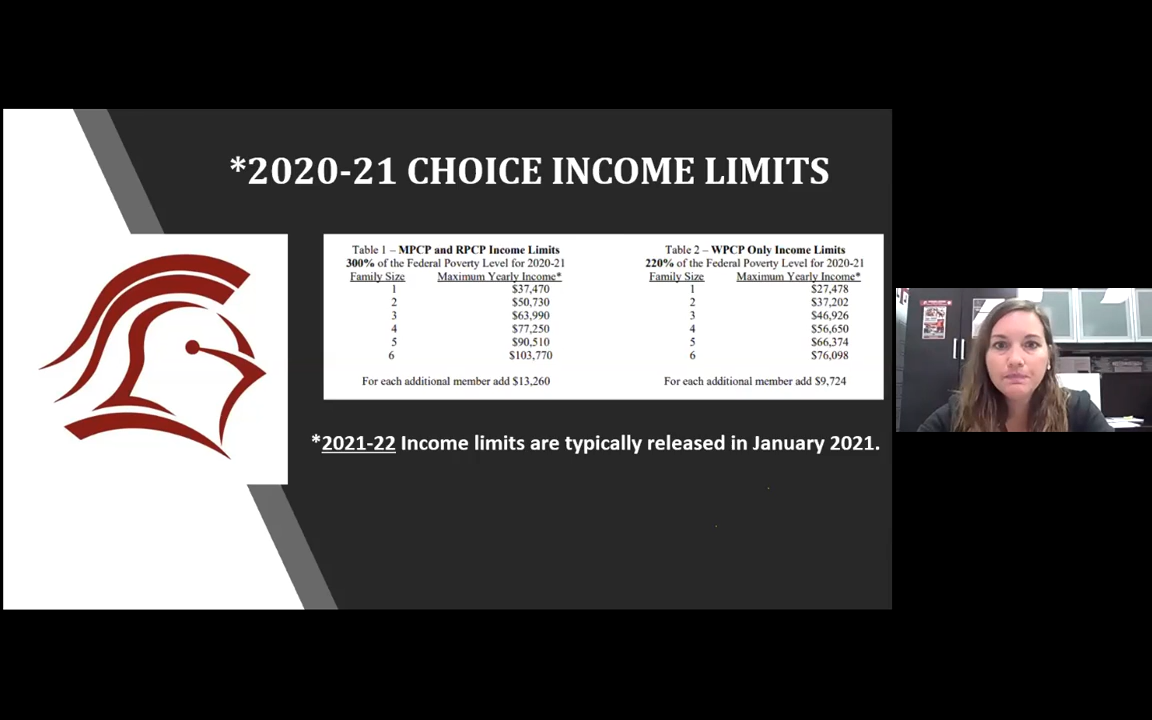 *2020-21 CHOICE INCOME LIMITS
Table 1 – MPCP and RPCP Income Limits
300% of the Federal Poverty Level for 2020-21
Family Size Maximum Yearly Income*
1 $37,470
2 $50,730
3 $63,990
4 $77,250
5 $90,510
6 $103,770
For each additional member add $13,260
Table 2 – WPCP Only Income Limits
220% of the Federal Poverty Level for 2020-21
Family Size Maximum Yearly Income*
1 $27,478
2 $37,202
3 $46,926
4 $56,650
5 $66,374
6 $76,098
For each additional member add $9,724
*2021-22 Income limits are typically released in January 2021.